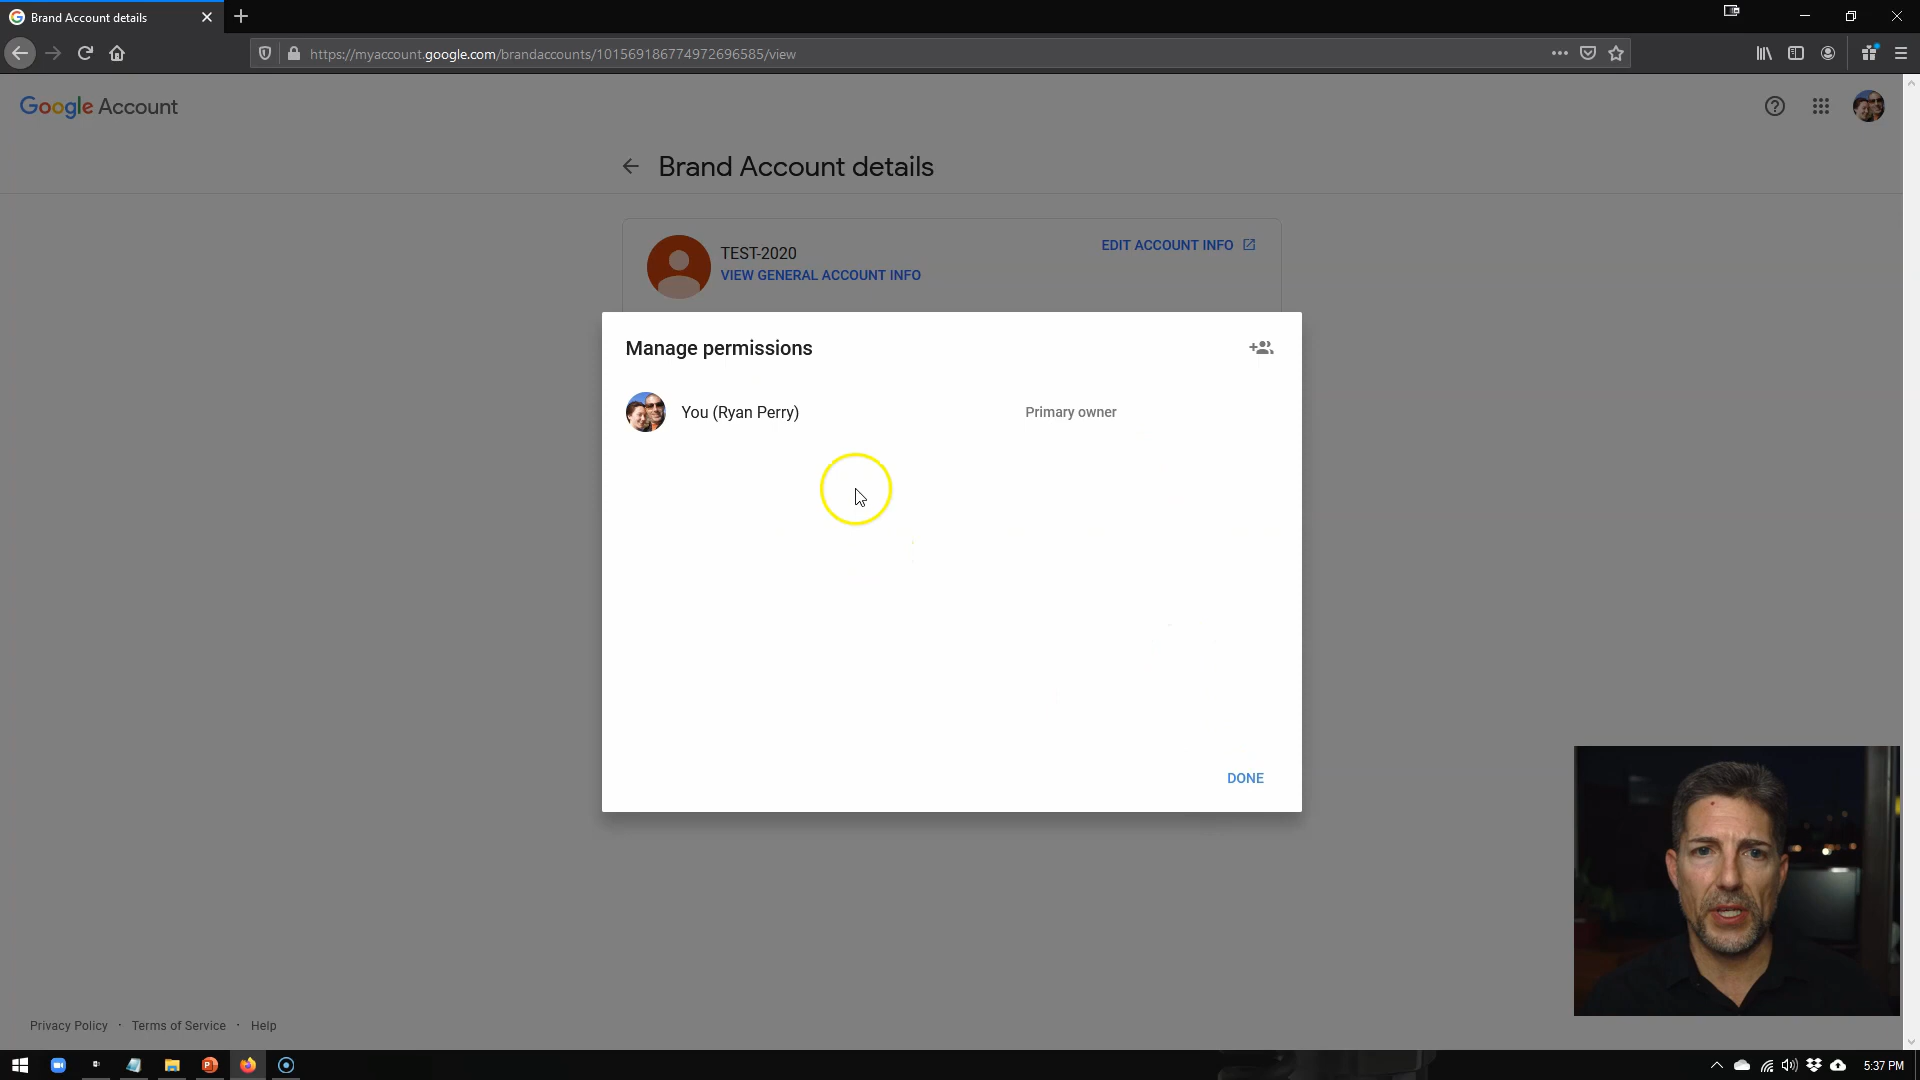 Brand Account details
https://myaccount.google.com/brandaccounts/101569186774972696585/view
Google Account
Brand Account details
TEST-2020
VIEW GENERAL ACCOUNT INFO
EDIT ACCOUNT INFO
Manage permissions
You (Ryan Perry)
Primary owner
DONE
Privacy Policy · Terms of Service · Help
5:37 PM